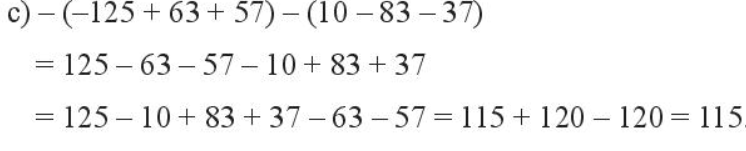 c) – (–125 + 63 + 57) – (10 – 83 – 37)
= 125 – 63 – 57 – 10 + 83 + 37
= 125 – 10 + 83 + 37 – 63 – 57 = 115 + 120 – 120 = 115.